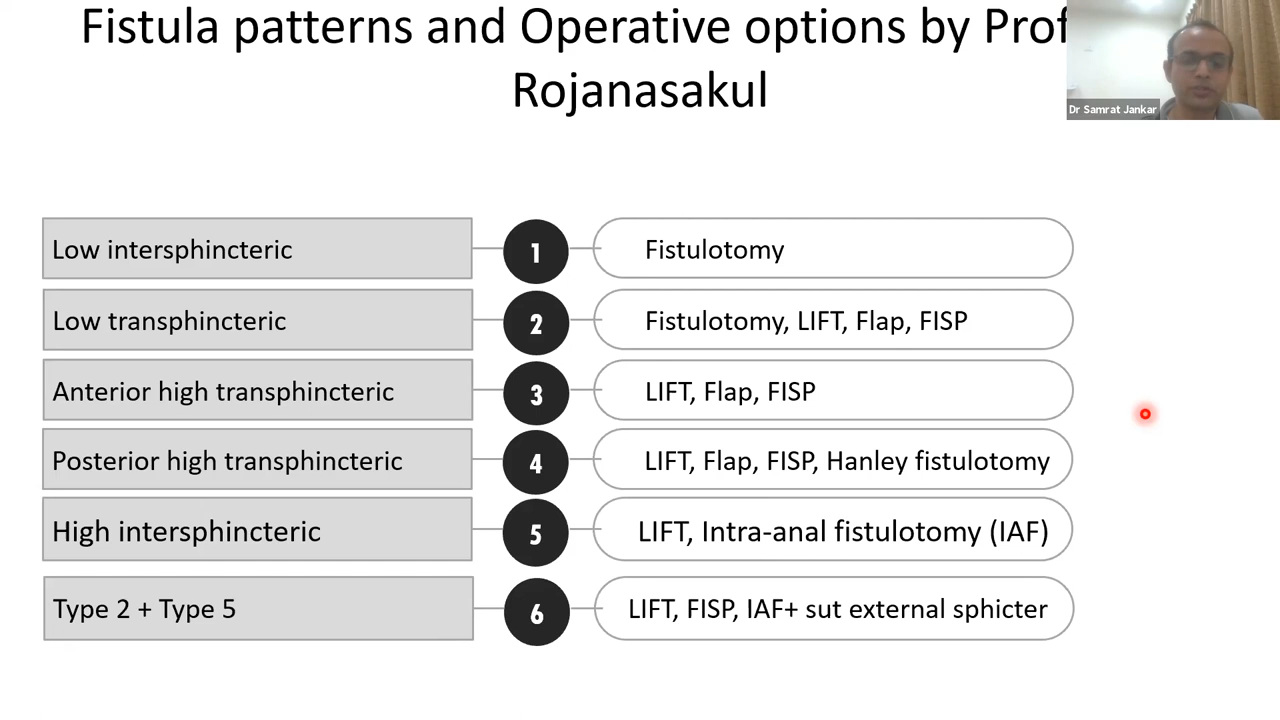 Fistula patterns and Operative options by Prof
Rojanasakul
Dr Samrat Jankar
Low intersphincteric 1 Fistulotomy
Low transphincteric 2 Fistulotomy, LIFT, Flap, FISP
Anterior high transphincteric 3 LIFT, Flap, FISP
Posterior high transphincteric 4 LIFT, Flap, FISP, Hanley fistulotomy
High intersphincteric 5 LIFT, Intra-anal fistulotomy (IAF)
Type 2 + Type 5 6 LIFT, FISP, IAF+ sut external sphicter